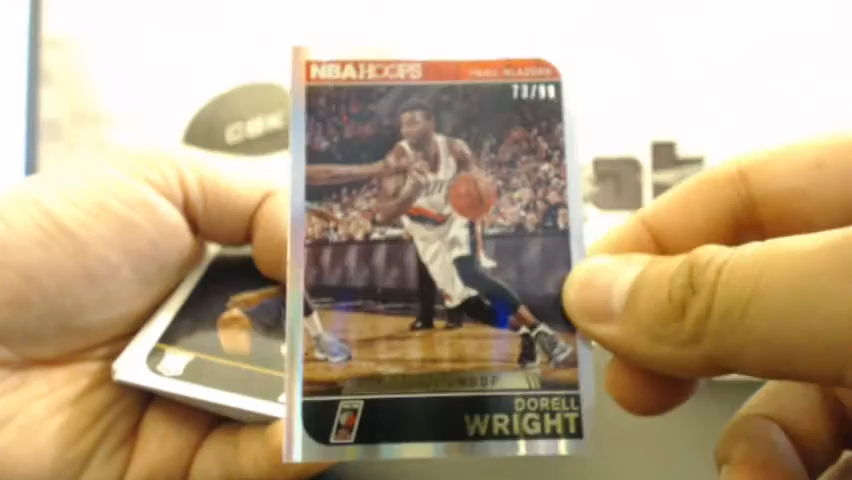 NBA HOOPS
TRAIL BLAZERS
73/99
DORELL
WRIGHT